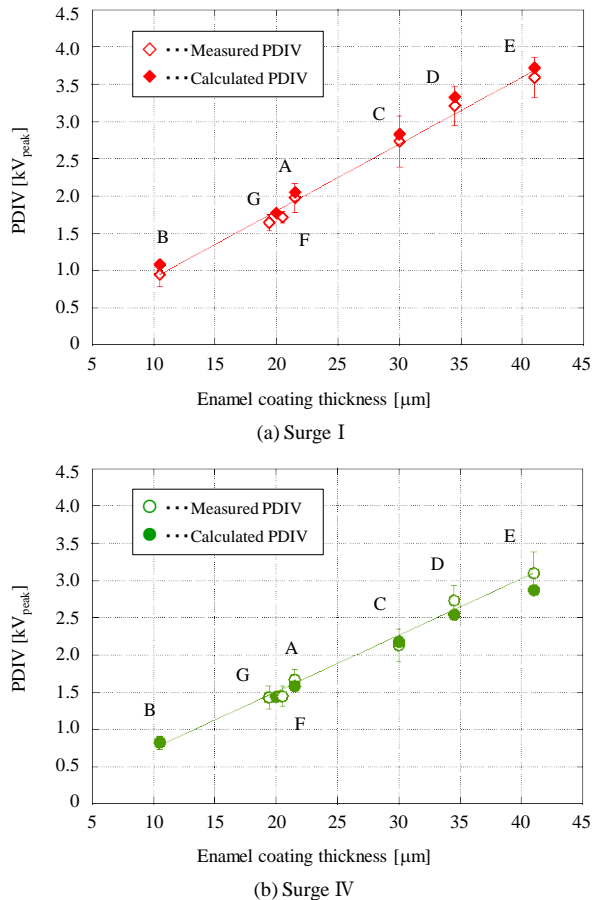 4.5
4.0
3.5
3.0
2.5
2.0
1.5
1.0
0.5
0
PDIV [kVpeak]
◇ ⋯Measured PDIV
◆ ⋯Calculated PDIV
E
D
C
A
G
F
B
5 10 15 20 25 30 35 40 45
Enamel coating thickness [μm]
(a) Surge Ⅰ
4.5
4.0
3.5
3.0
2.5
2.0
1.5
1.0
0.5
0
PDIV [kVpeak]
○ ⋯Measured PDIV
● ⋯Calculated PDIV
E
D
C
A
G
F
B
5 10 15 20 25 30 35 40 45
Enamel coating thickness [μm]
(b) Surge Ⅳ